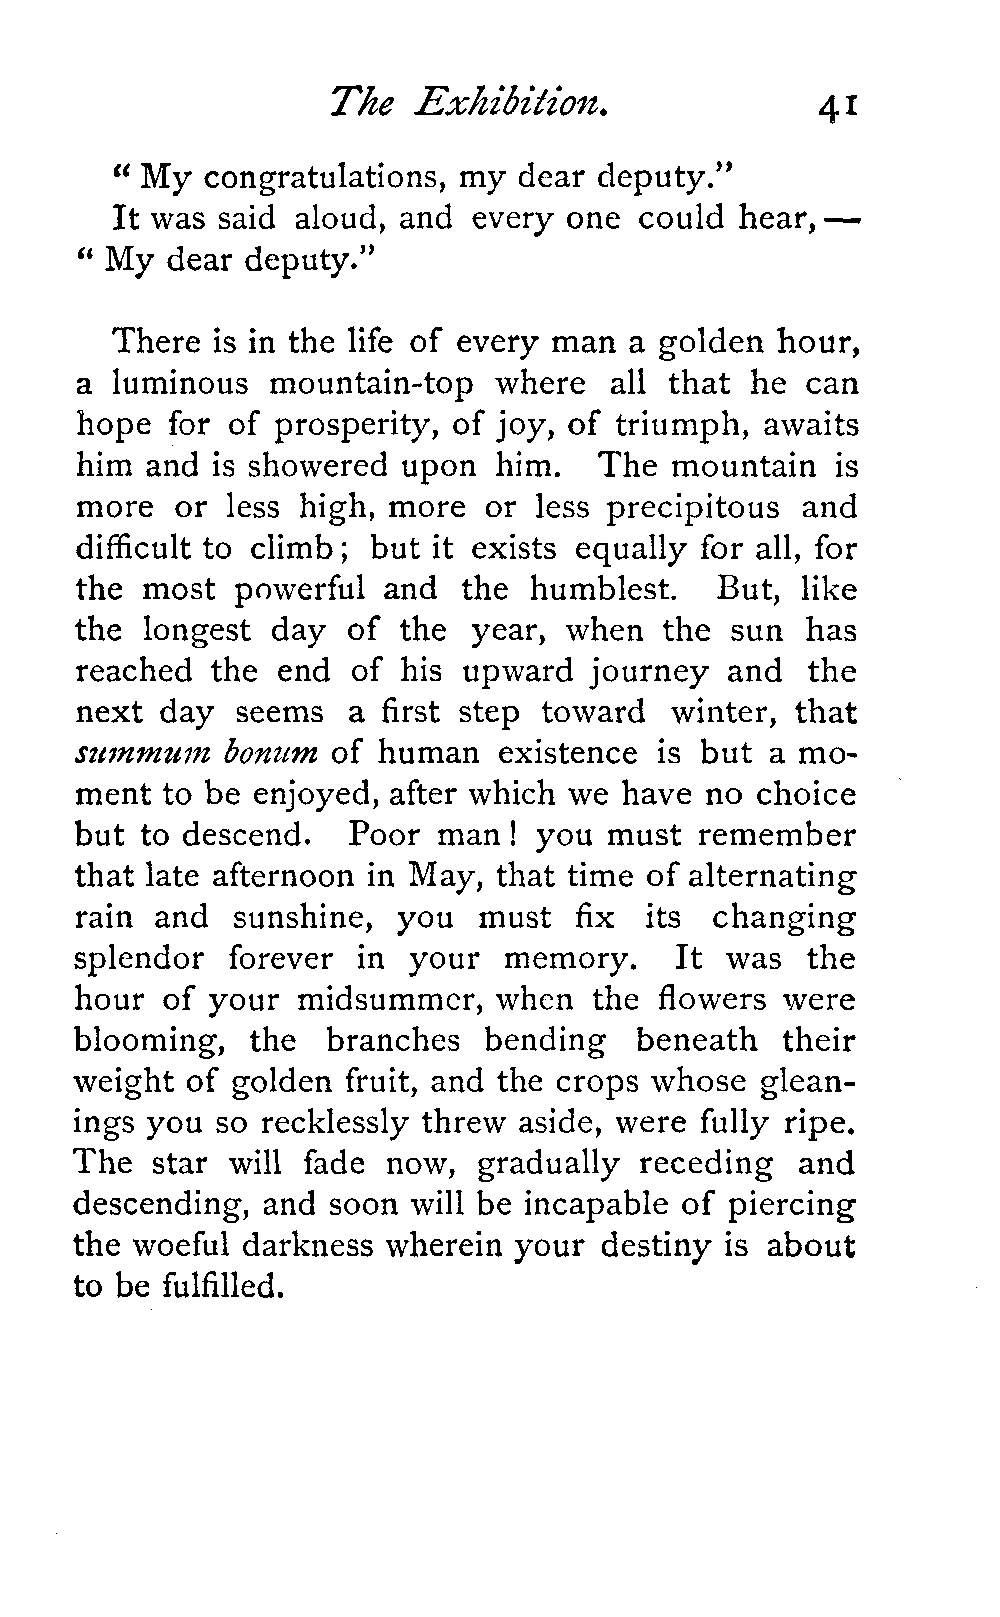 The Exhibition. 41
“ My congratulations, my dear deputy.”
It was said aloud, and every one could hear, —
“ My dear deputy.”
There is in the life of every man a golden hour,
a luminous mountain-top where all that he can
hope for of prosperity, of joy, of triumph, awaits
him and is showered upon him. The mountain is
more or less high, more or less precipitous and
difficult to climb ; but it exists equally for all, for
the most powerful and the humblest. But, like
the longest day of the year, when the sun has
reached the end of his upward journey and the
next day seems a first step toward winter, that
summum bonum of human existence is but a mo-
ment to be enjoyed, after which we have no choice
but to descend. Poor man ! you must remember
that late afternoon in May, that time of alternating
rain and sunshine, you must fix its changing
splendor forever in your memory. It was the
hour of your midsummer, when the flowers were
blooming, the branches bending beneath their
weight of golden fruit, and the crops whose glean-
ings you so recklessly threw aside, were fully ripe.
The star will fade now, gradually receding and
descending, and soon will be incapable of piercing
the woeful darkness wherein your destiny is about
to be fulfilled.